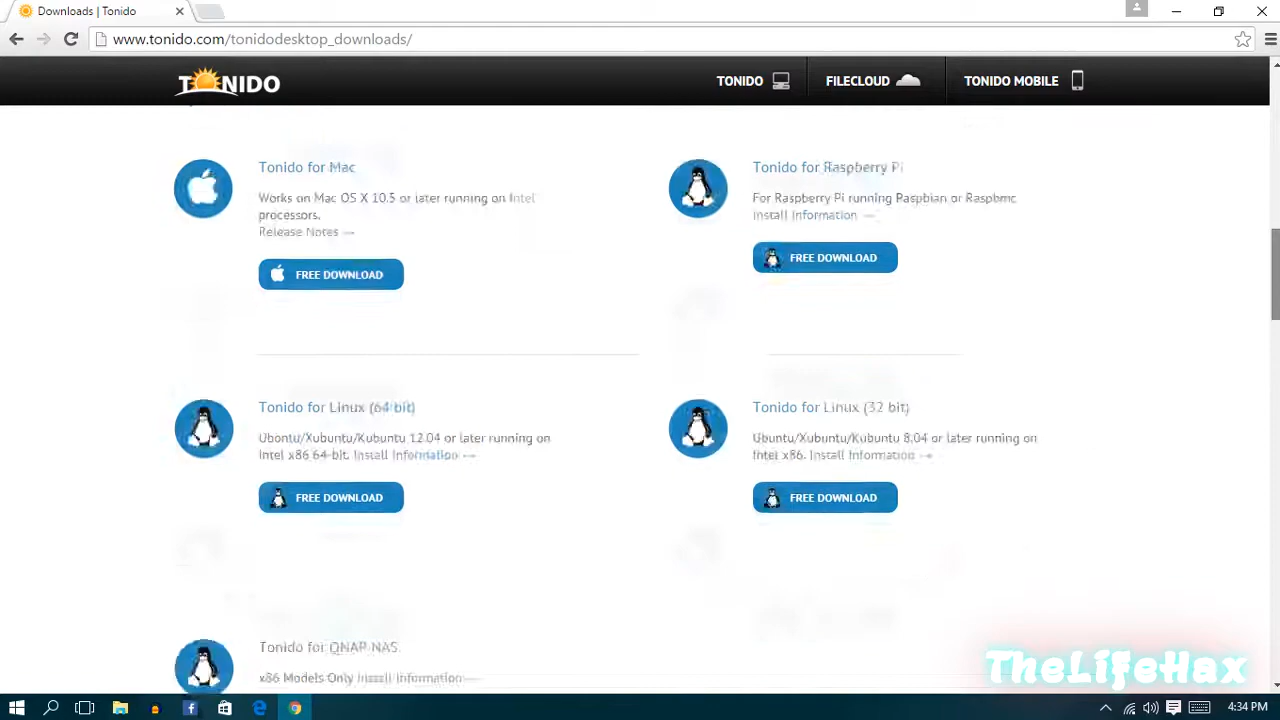 Downloads | Tonido
www.tonido.com/tonidodesktop_downloads/
TONIDO
TONIDO
FILECLOUD
TONIDO MOBILE
Tonido for Mac
Works on Mac OS X 10.5 or later running on Intel
processors.
Release Notes →
FREE DOWNLOAD
Tonido for Raspberry Pi
For Raspberry Pi running Raspbian or Raspbmc
Install Information →
FREE DOWNLOAD
Tonido for Linux (64 bit)
Ubontu/Xubuntu/Kubuntu 12.04 or later running on
Intel x86 64-bit. Install Information →
FREE DOWNLOAD
Tonido for Linux (32 bit)
Ubontu/Xubuntu/Kubuntu 8.04 or later running on
Intel x86. Install Information →
FREE DOWNLOAD
Tonido for QNAP NAS.
x86 Models Only Install Information →
TheLifeHax
4:34 PM